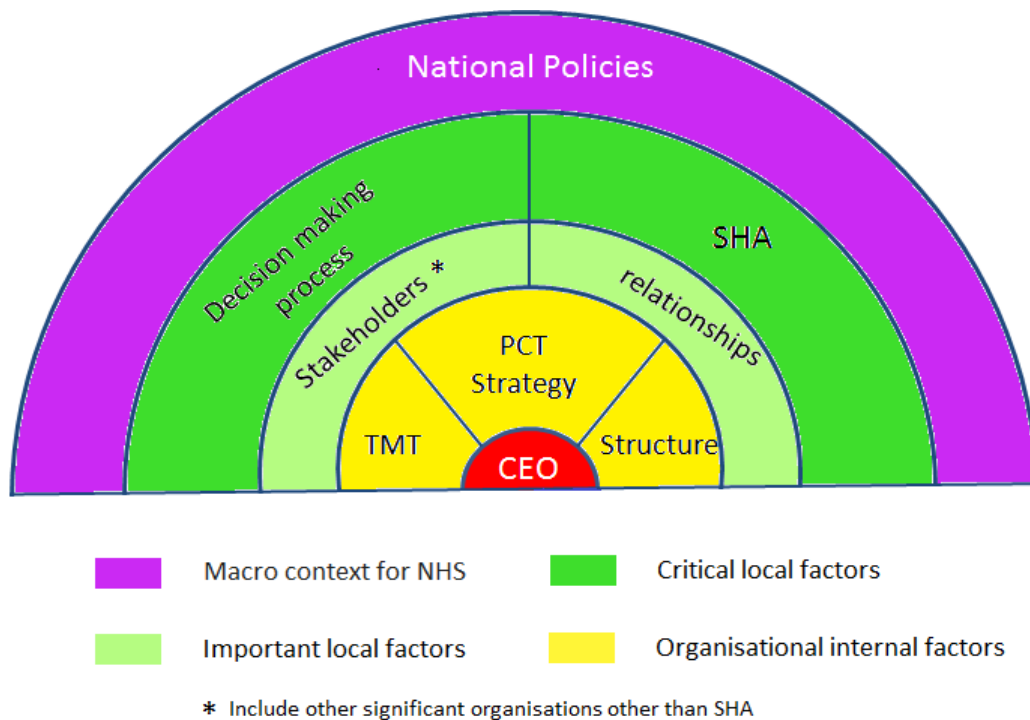 National Policies
Decision making
process
SHA
Stakeholders *
relationships
PCT
Strategy
TMT
Structure
CEO
Macro context for NHS
Critical local factors
Important local factors
Organisational internal factors
* Include other significant organisations other than SHA